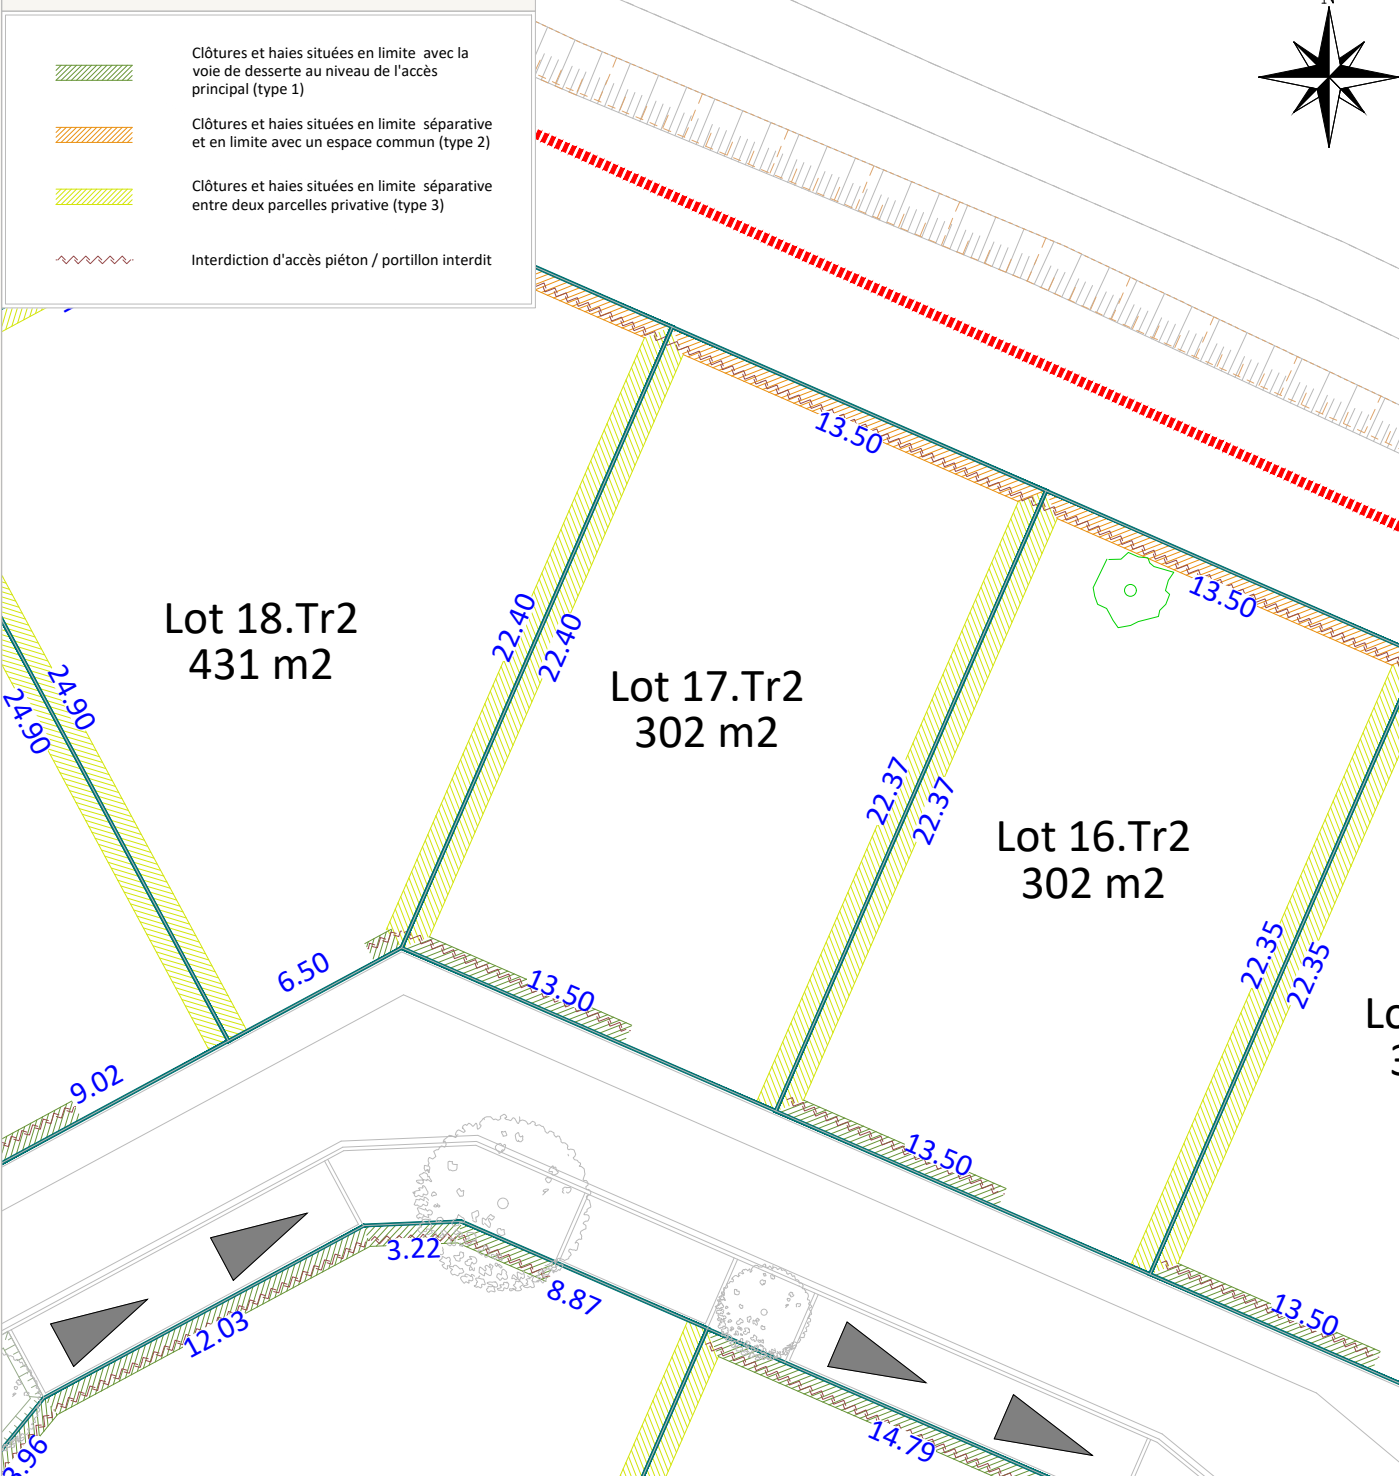 N
Clôtures et haies situées en limite  avec la
voie de desserte au niveau de l'accès
principal (type 1)
Clôtures et haies situées en limite  séparative
et en limite avec un espace commun (type 2)
Clôtures et haies situées en limite  séparative
entre deux parcelles privative (type 3)
Interdiction d'accès piéton / portillon interdit
13.50
13.50
Lot 18.Tr2
431 m2
22.40
22.40
24.90
24.90
Lot 17.Tr2
302 m2
22.37
22.37
Lot 16.Tr2
302 m2
22.35
22.35
6.50
13.50
9.02
13.50
3.22
8.87
12.03
13.50
14.79